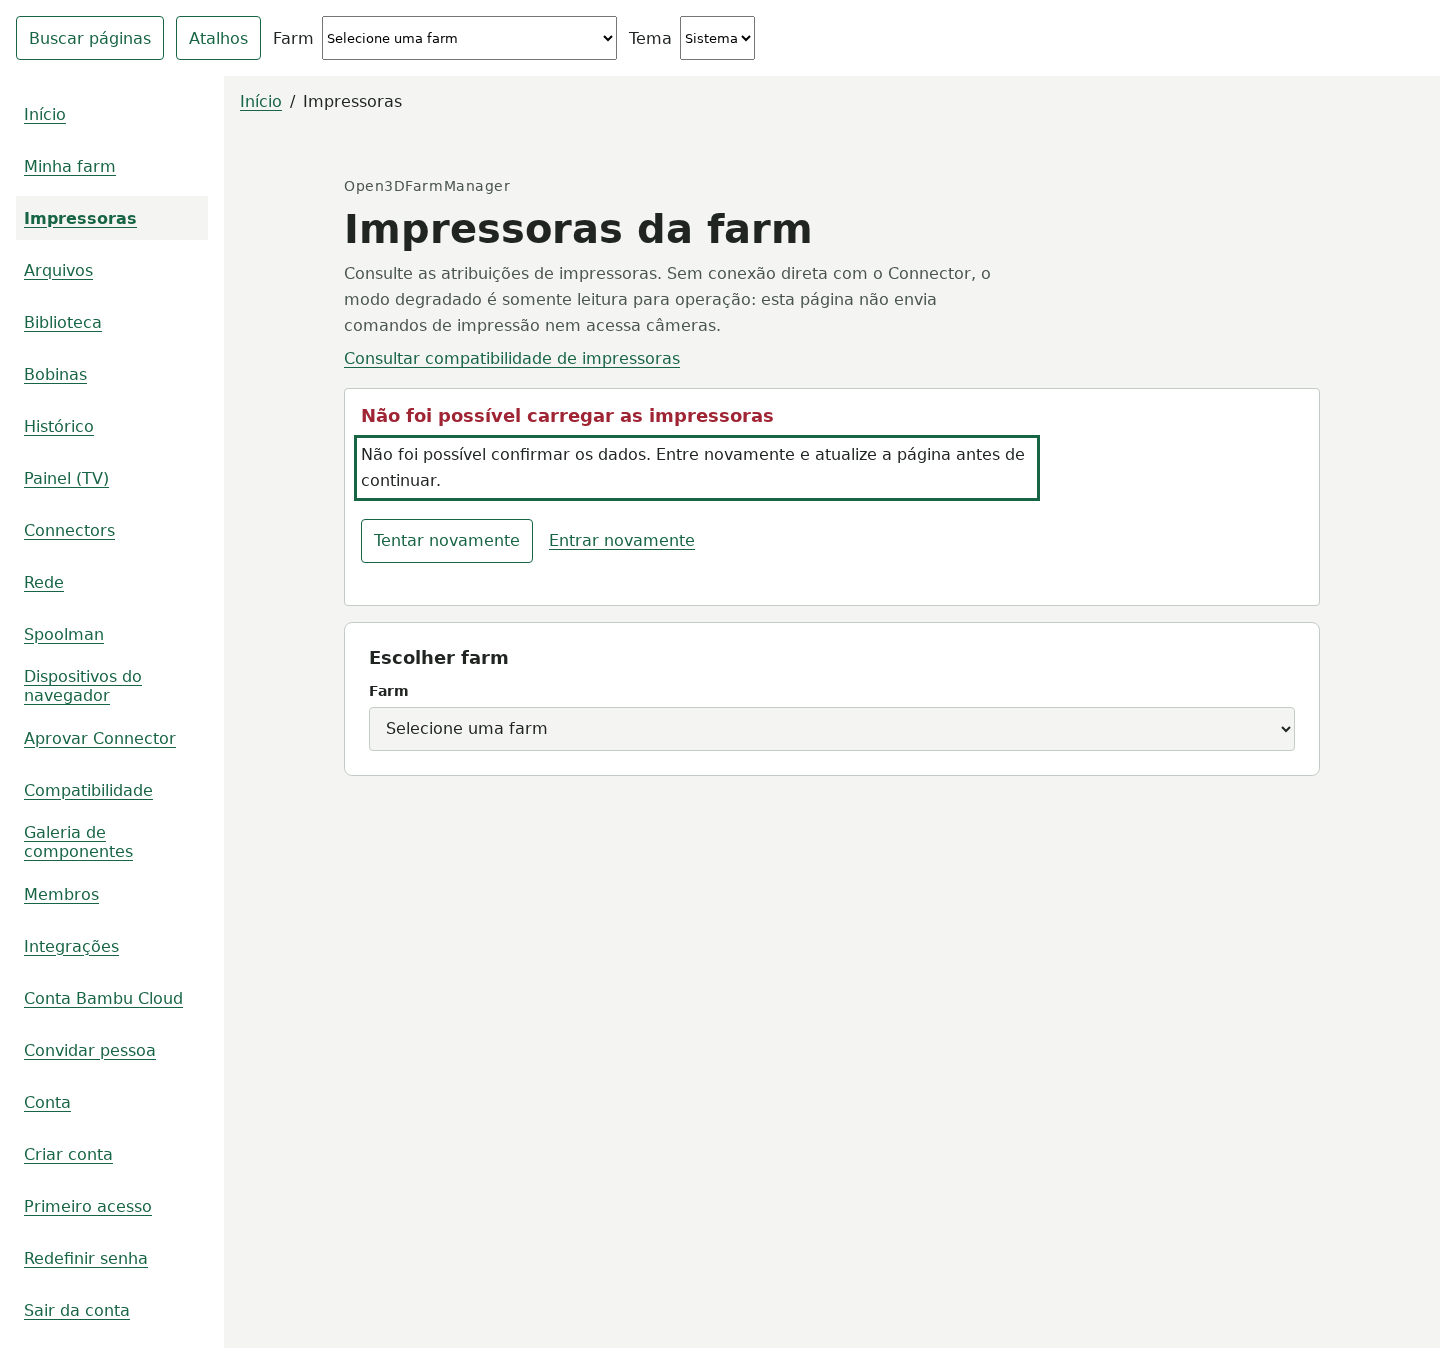 Buscar páginas
Atalhos
Farm
Selecione uma farm
Tema
Sistema
Início
Minha farm
Impressoras
Arquivos
Biblioteca
Bobinas
Histórico
Painel (TV)
Connectors
Rede
Spoolman
Dispositivos do
navegador
Aprovar Connector
Compatibilidade
Galeria de
componentes
Membros
Integrações
Conta Bambu Cloud
Convidar pessoa
Conta
Criar conta
Primeiro acesso
Redefinir senha
Sair da conta
Início / Impressoras
Open3DFarmManager
Impressoras da farm
Consulte as atribuições de impressoras. Sem conexão direta com o Connector, o
modo degradado é somente leitura para operação: esta página não envia
comandos de impressão nem acessa câmeras.
Consultar compatibilidade de impressoras
Não foi possível carregar as impressoras
Não foi possível confirmar os dados. Entre novamente e atualize a página antes de
continuar.
Tentar novamente
Entrar novamente
Escolher farm
Farm
Selecione uma farm